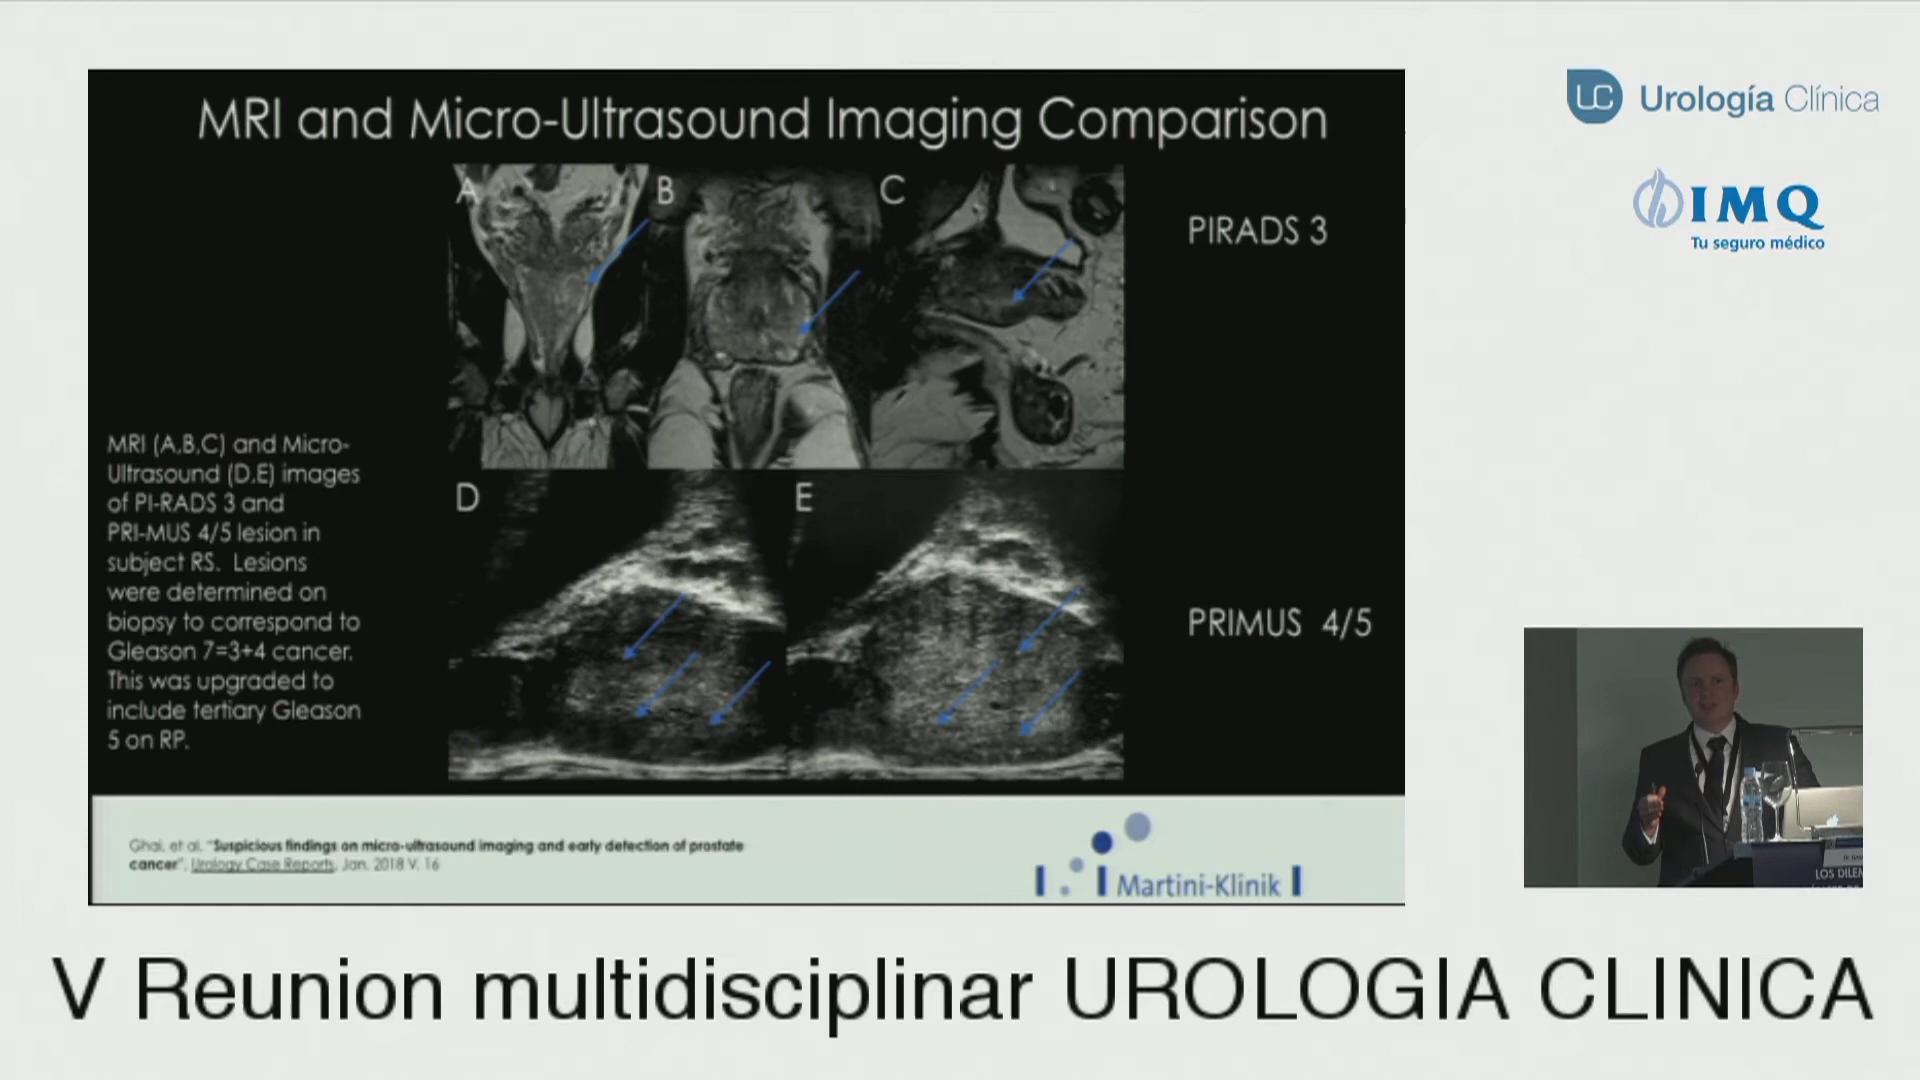 MRI and Micro-Ultrasound Imaging Comparison
A
B
C
PIRADS 3
MRI (A,B,C) and Micro-
Ultrasound (D,E) images
of PI-RADS 3 and
PRI-MUS 4/5 lesion in
subject RS. Lesions
were determined on
biopsy to correspond to
Gleason 7=3+4 cancer.
This was upgraded to
include tertiary Gleason
5 on RP.
D
E
PRIMUS 4/5
Ghai, et al. "Suspicious findings on micro-ultrasound imaging and early detection of prostate
cancer", Urology Case Reports, Jan. 2018 V. 16
Martini-Klinik
UC Urología Clínica
IMQ
Tu seguro médico
LOS DILEM
V Reunion multidisciplinar UROLOGIA CLINICA